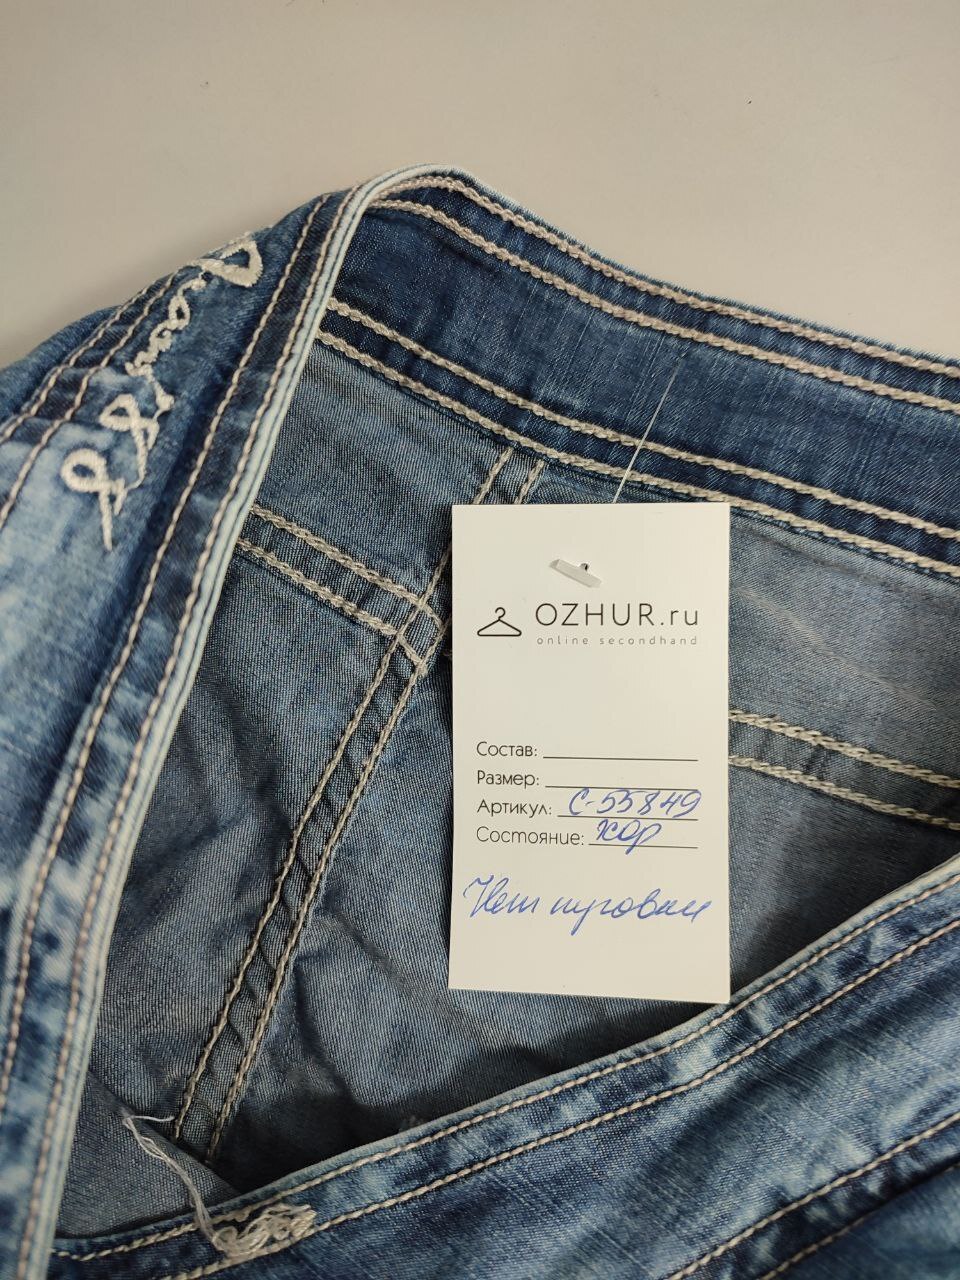 OZHUR.ru
online secondhand
Состав:
Размер:
Артикул: С-55849
Состояние: хор
Нет пуговки